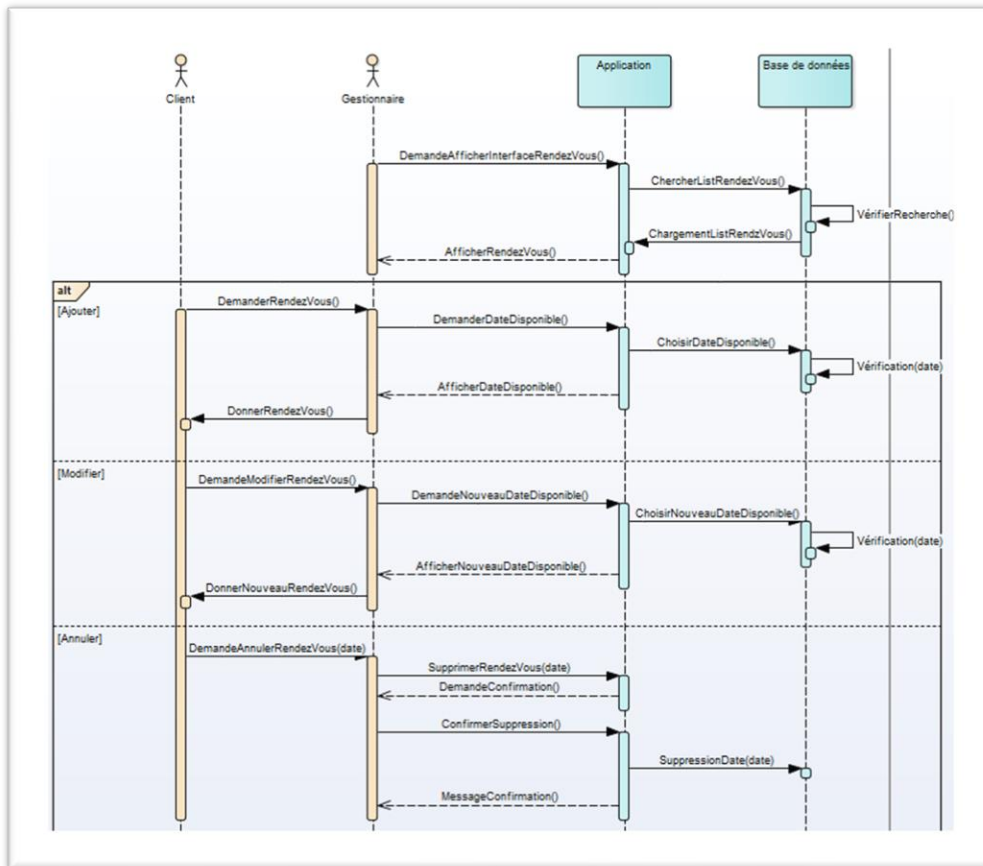 Client
Gestionnaire
Application
Base de données
DemandeAfficherInterfaceRendezVous()
ChercherListRendezVous()
VérifierRecherche()
ChargementListRendzVous()
AfficherRendezVous()
alt
[Ajouter]
DemanderRendezVous()
DemanderDateDisponible()
ChoisirDateDisponible()
Vérification(date)
AfficherDateDisponible()
DonnerRendezVous()
[Modifier]
DemandeModifierRendezVous()
DemandeNouveauDateDisponible()
ChoisirNouveauDateDisponible()
Vérification(date)
AfficherNouveauDateDisponible()
DonnerNouveauRendezVous()
[Annuler]
DemandeAnnulerRendezVous(date)
SupprimerRendezVous(date)
DemandeConfirmation()
ConfirmerSuppression()
SuppressionDate(date)
MessageConfirmation()